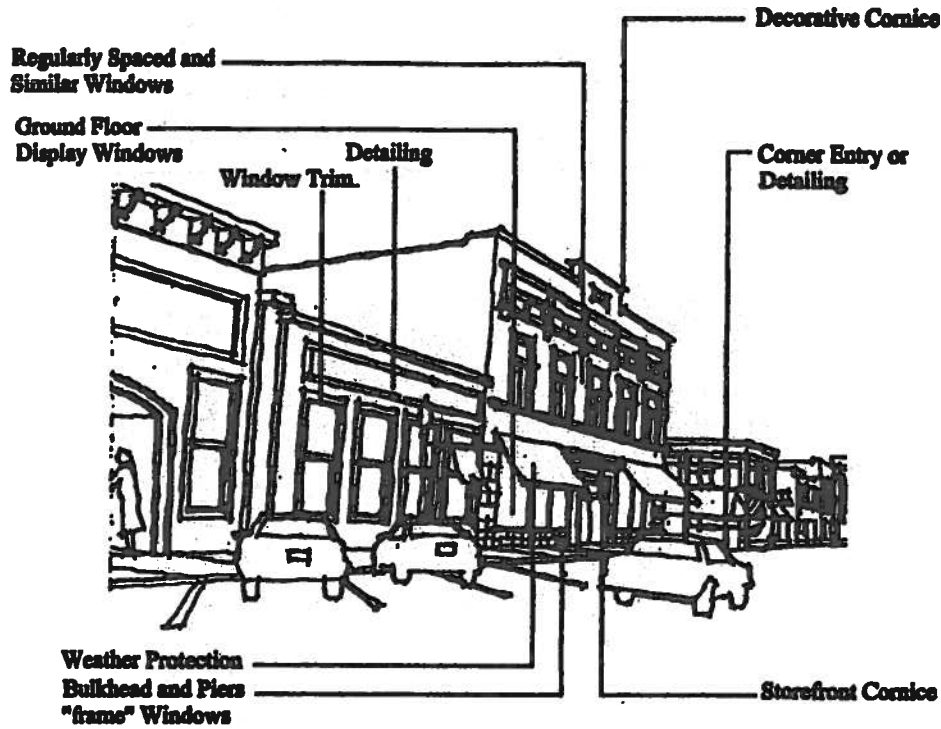 Decorative Cornice
Regularly Spaced and
Similar Windows
Ground Floor
Display Windows
Detailing
Window Trim.
Corner Entry or
Detailing
Weather Protection
Bulkhead and Piers
"frame" Windows
Storefront Cornice